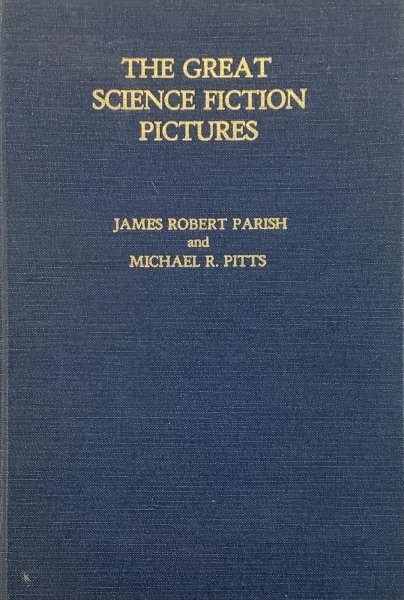 THE GREAT
SCIENCE FICTION
PICTURES
JAMES ROBERT PARISH
and
MICHAEL R. PITTS